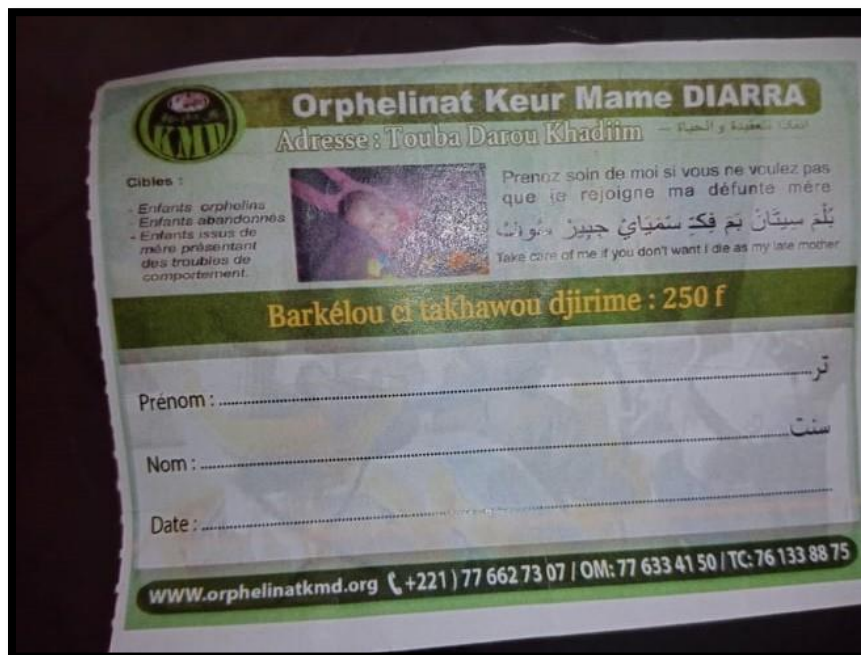 KMD
Orphelinat Keur Mame DIARRA
Adresse : Touba Darou Khadiim
Cibles :
- Enfants orphelins
- Enfants abandonnés
- Enfants issus de
mère présentant
des troubles de
comportement.
Prenez soin de moi si vous ne voulez pas
que je rejoigne ma défunte mère
Take care of me if you don't want I die as my late mother
Barkélou ci takhawou djirime : 250 f
Prénom : تر
Nom : سنت
Date :
WWW.orphelinatkmd.org +221 ) 77 662 73 07 / OM: 77 633 41 50 / TC: 76 133 88 75